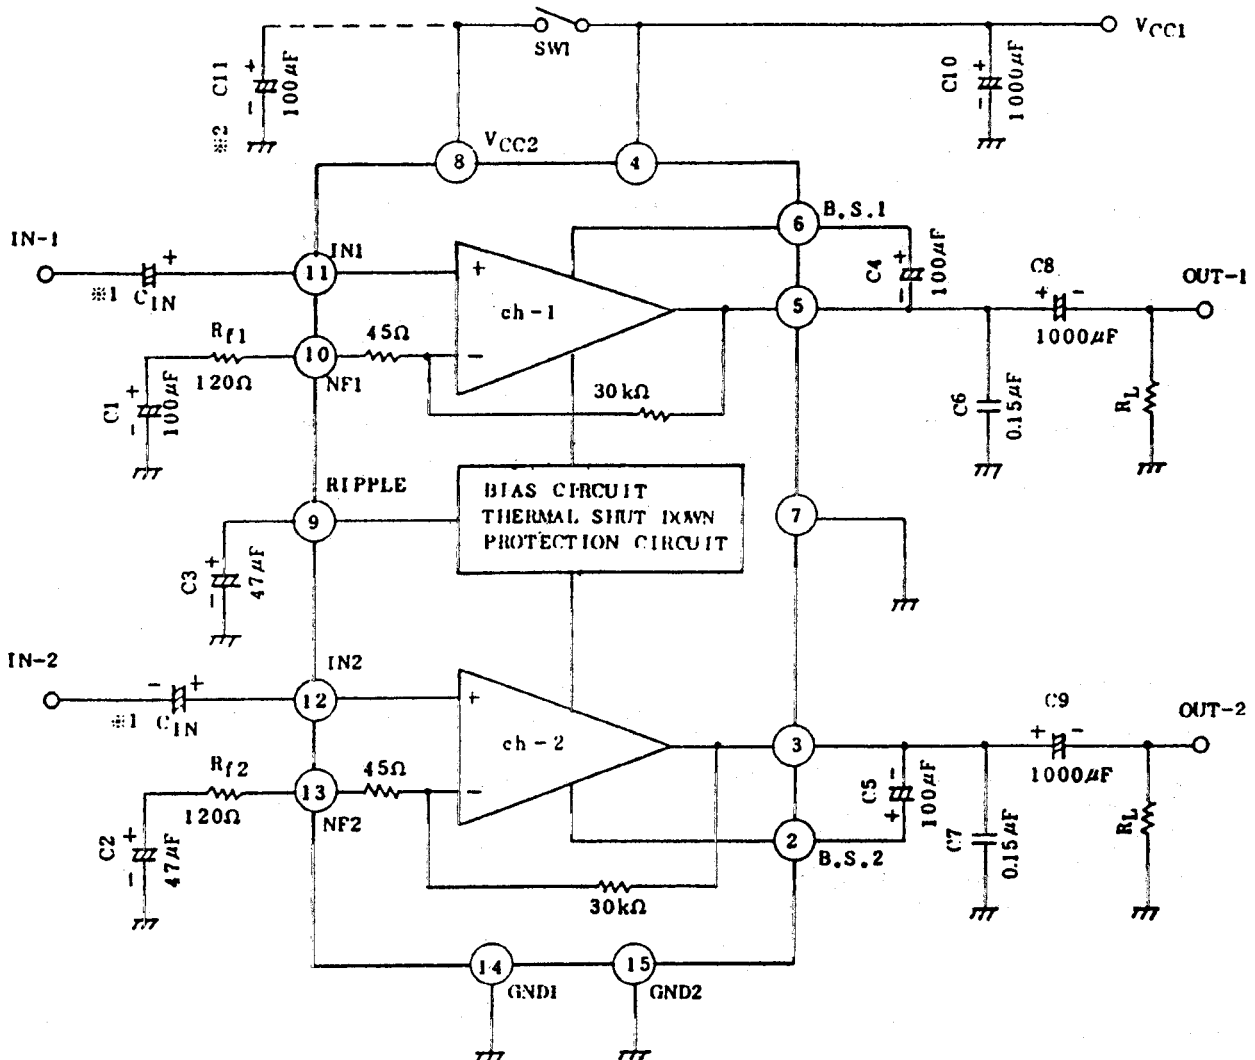 VCC1
SW1
※2 C11 + − 100μF
C10 + − 1000μF
8 VCC2
4
6 B.S.1
IN-1
※1 CIN +
11 IN1
+
ch-1
−
C4 + − 100μF
5
C8
+ −
1000μF
OUT-1
Rf1
120Ω
10
NF1
45Ω
30kΩ
C1 + − 100μF
C6 0.15μF
RL
RIPPLE
9
C3 + − 47μF
BIAS CIRCUIT
THERMAL SHUT DOWN
PROTECTION CIRCUIT
7
IN-2
− +
※1 CIN
IN2
12
+
ch-2
−
3
C9
+ −
1000μF
OUT-2
Rf2
120Ω
13
NF2
45Ω
30kΩ
C2 + − 47μF
C5 − + 100μF
2
B.S.2
C7 0.15μF
RL
14
GND1
15
GND2